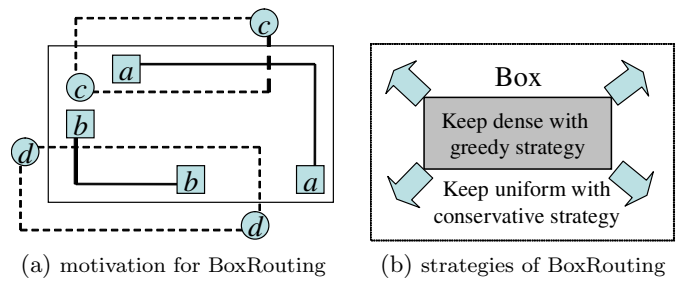 c
a
c
b
d
b
a
d
(a) motivation for BoxRouting
Box
Keep dense with
greedy strategy
Keep uniform with
conservative strategy
(b) strategies of BoxRouting